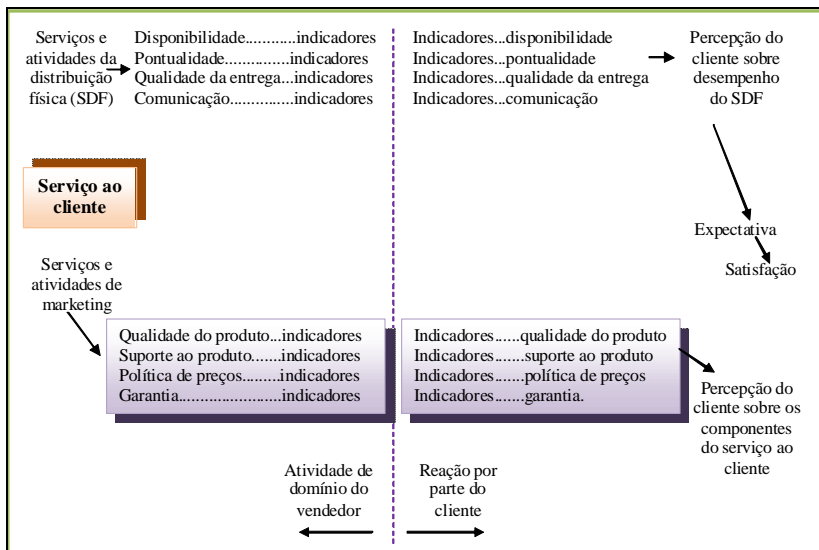 Serviços e
atividades da
distribuição
física (SDF)
Disponibilidade...........indicadores
Pontualidade..............indicadores
Qualidade da entrega...indicadores
Comunicação...............indicadores
Indicadores...disponibilidade
Indicadores...pontualidade
Indicadores...qualidade da entrega
Indicadores...comunicação
Percepção do
cliente sobre
desempenho
do SDF
Serviço ao
cliente
Expectativa
Satisfação
Serviços e
atividades de
marketing
Qualidade do produto...indicadores
Suporte ao produto.......indicadores
Política de preços.........indicadores
Garantia.........................indicadores
Indicadores......qualidade do produto
Indicadores.......suporte ao produto
Indicadores.......política de preços
Indicadores.......garantia.
Percepção do
cliente sobre os
componentes
do serviço ao
cliente
Atividade de
domínio do
vendedor
Reação por
parte do
cliente